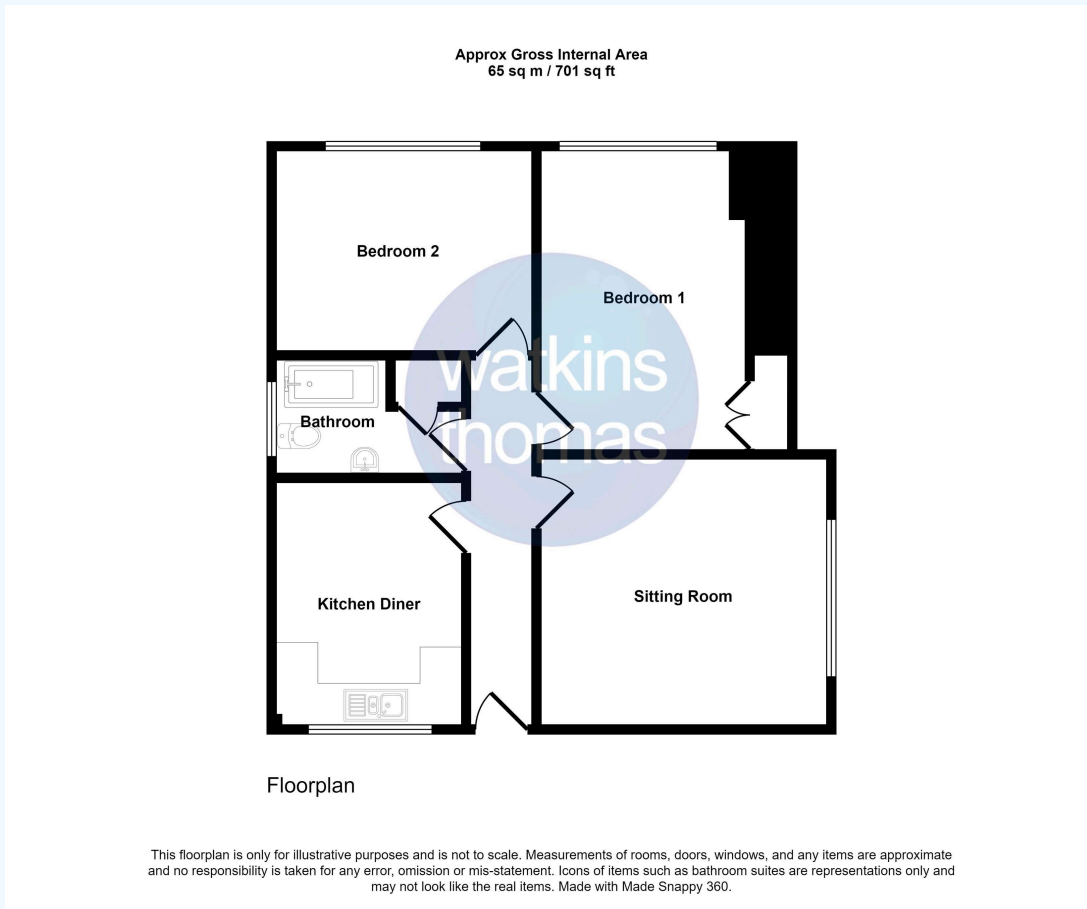 Approx Gross Internal Area
65 sq m / 701 sq ft
Bedroom 2
Bedroom 1
watkins
thomas
Bathroom
Kitchen Diner
Sitting Room
Floorplan
This floorplan is only for illustrative purposes and is not to scale. Measurements of rooms, doors, windows, and any items are approximate
and no responsibility is taken for any error, omission or mis-statement. Icons of items such as bathroom suites are representations only and
may not look like the real items. Made with Made Snappy 360.